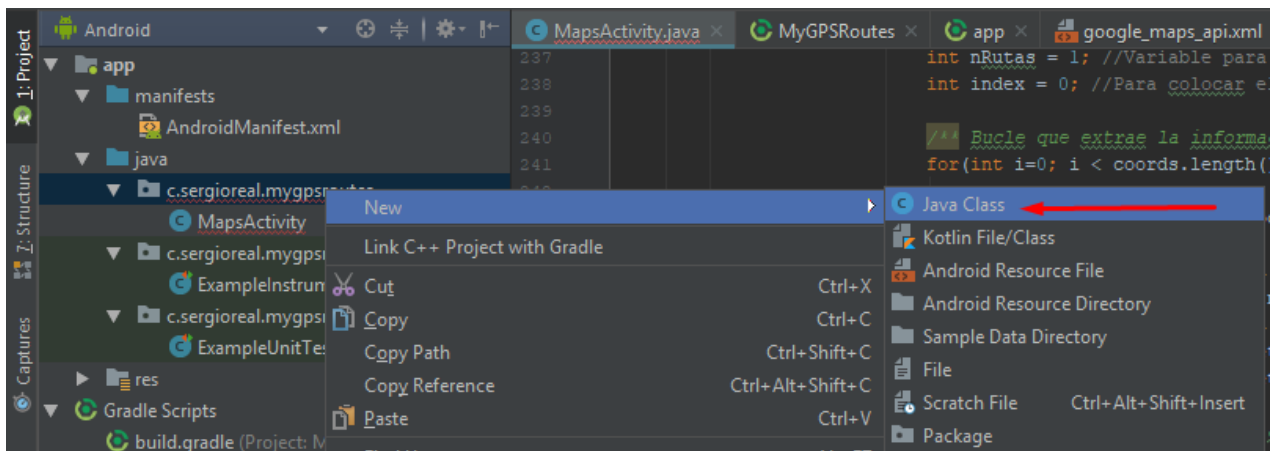 Android
MapsActivity.java
MyGPSRoutes
app
google_maps_api.xml
1: Project
7: Structure
Captures
app
manifests
AndroidManifest.xml
java
c.sergioreal.mygpsroutes
MapsActivity
c.sergioreal.mygps
ExampleInstrum
c.sergioreal.mygps
ExampleUnitTes
res
Gradle Scripts
build.gradle (Project: M
237
238
239
240
241
int nRutas = 1; //Variable para
int index = 0; //Para colocar el
/** Bucle que extrae la informa
for(int i=0; i < coords.length(
New
Link C++ Project with Gradle
Cut Ctrl+X
Copy Ctrl+C
Copy Path Ctrl+Shift+C
Copy Reference Ctrl+Alt+Shift+C
Paste Ctrl+V
Java Class
Kotlin File/Class
Android Resource File
Android Resource Directory
Sample Data Directory
File
Scratch File Ctrl+Alt+Shift+Insert
Package